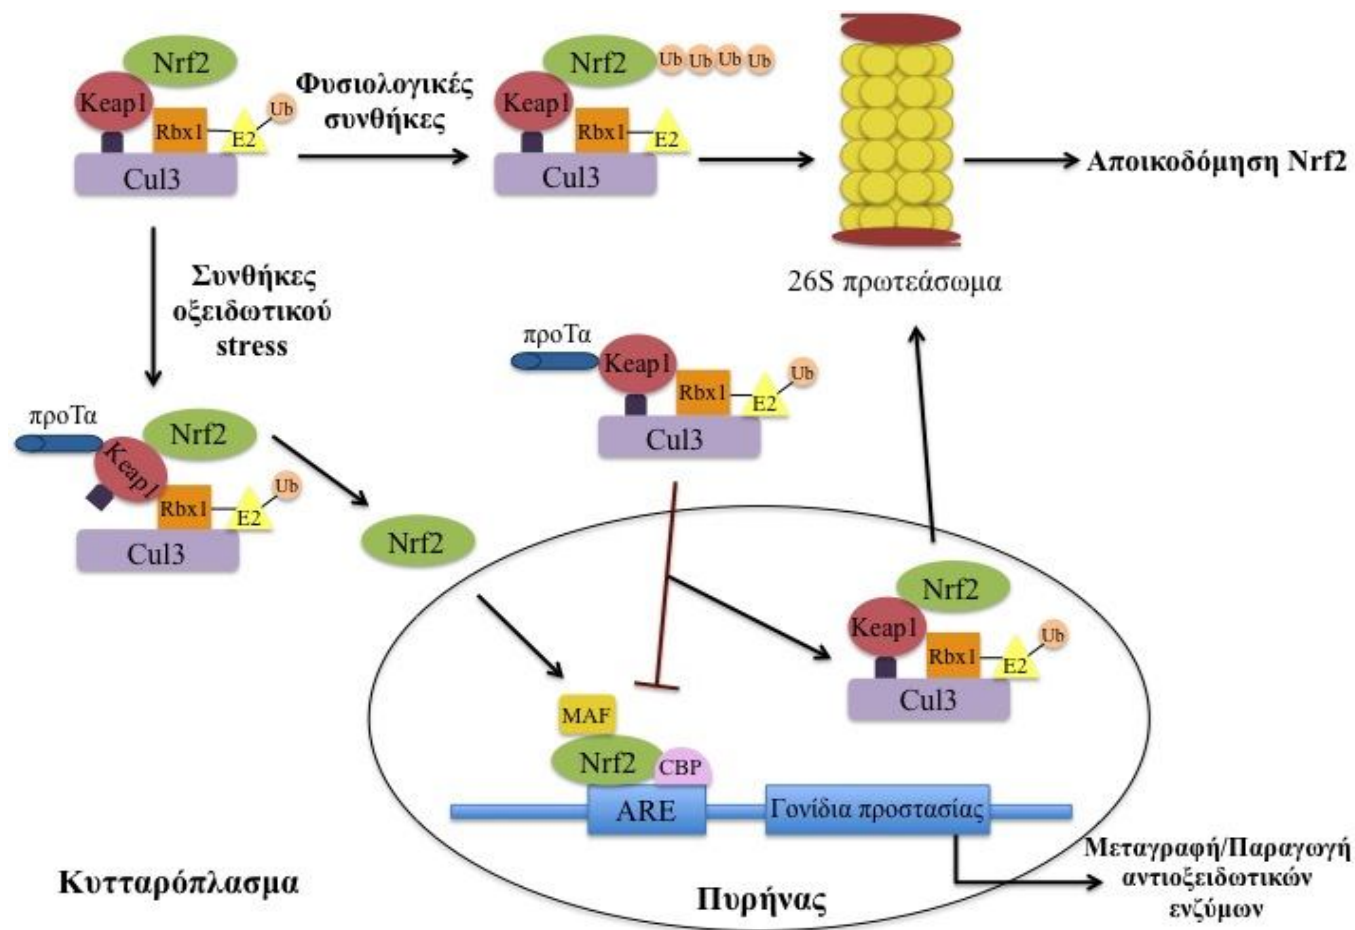 Nrf2
Keap1
Rbx1
E2
Ub
Cul3
Φυσιολογικές
συνθήκες
Nrf2
Ub Ub Ub Ub
Keap1
Rbx1
E2
Cul3
Αποικοδόμηση Nrf2
26S πρωτεάσωμα
Συνθήκες
οξειδωτικού
stress
προΤα
Nrf2
Keap1
Rbx1
E2
Ub
Cul3
Nrf2
προΤα
Keap1
Rbx1
E2
Ub
Cul3
Nrf2
Keap1
Rbx1
E2
Ub
Cul3
MAF
Nrf2
CBP
ARE
Γονίδια προστασίας
Μεταγραφή/Παραγωγή
αντιοξειδωτικών
ενζύμων
Κυτταρόπλασμα
Πυρήνας